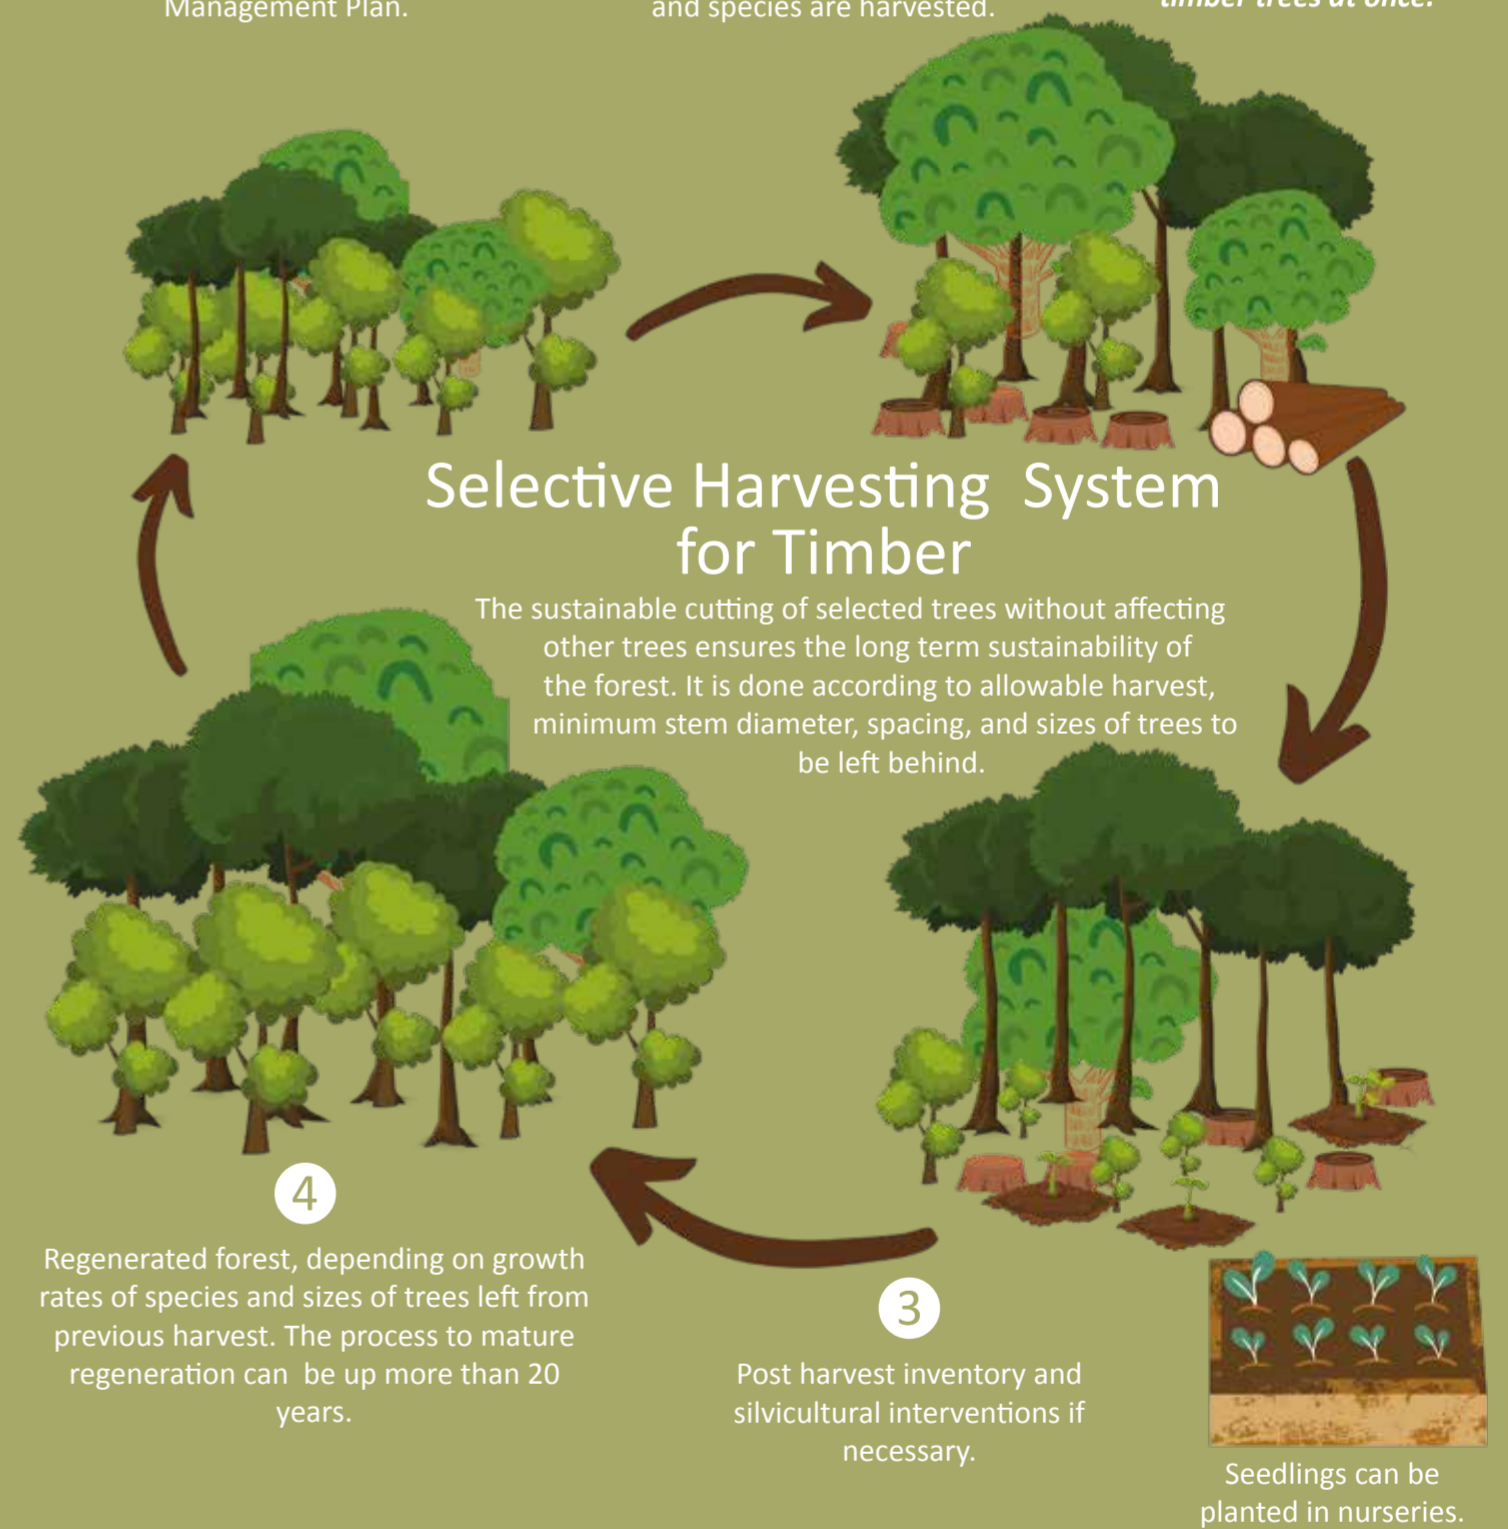 Management Plan.
and species are harvested.
timber trees at once.
Selective Harvesting System
for Timber
The sustainable cutting of selected trees without affecting
other trees ensures the long term sustainability of
the forest. It is done according to allowable harvest,
minimum stem diameter, spacing, and sizes of trees to
be left behind.
4
Regenerated forest, depending on growth
rates of species and sizes of trees left from
previous harvest. The process to mature
regeneration can be up more than 20
years.
3
Post harvest inventory and
silvicultural interventions if
necessary.
Seedlings can be
planted in nurseries.